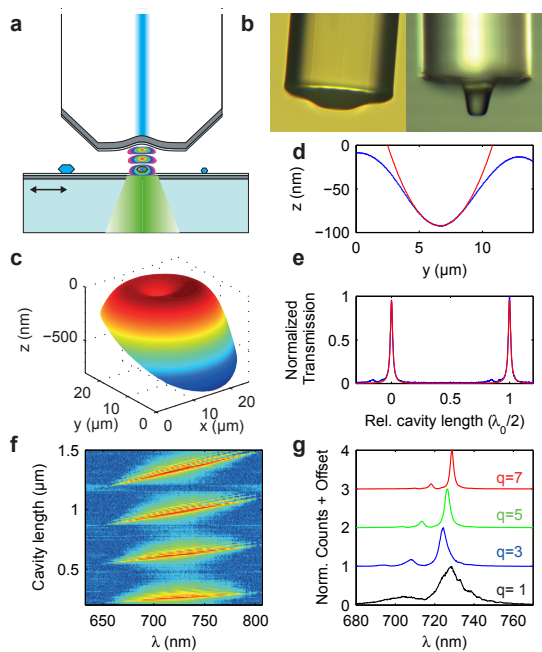 a
b
c
z (nm)
0
−500
20
10
0
y (μm)
0
10
20
x (μm)
d
z (nm)
0
−50
−100
0
5
10
y (μm)
e
Normalized
Transmission
1
0.5
0
0
0.5
1
Rel. cavity length (λ0/2)
f
Cavity length (μm)
1.5
1
0.5
650
700
750
800
λ (nm)
g
Norm. Counts + Offset
4
3
2
1
0
q=7
q=5
q=3
q= 1
680
700
720
740
760
λ (nm)